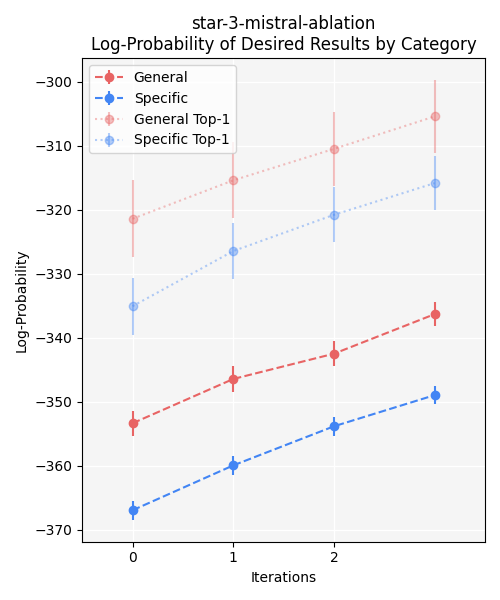 star-3-mistral-ablation
Log-Probability of Desired Results by Category
General
Specific
General Top-1
Specific Top-1
Log-Probability
−300
−310
−320
−330
−340
−350
−360
−370
0
1
2
Iterations